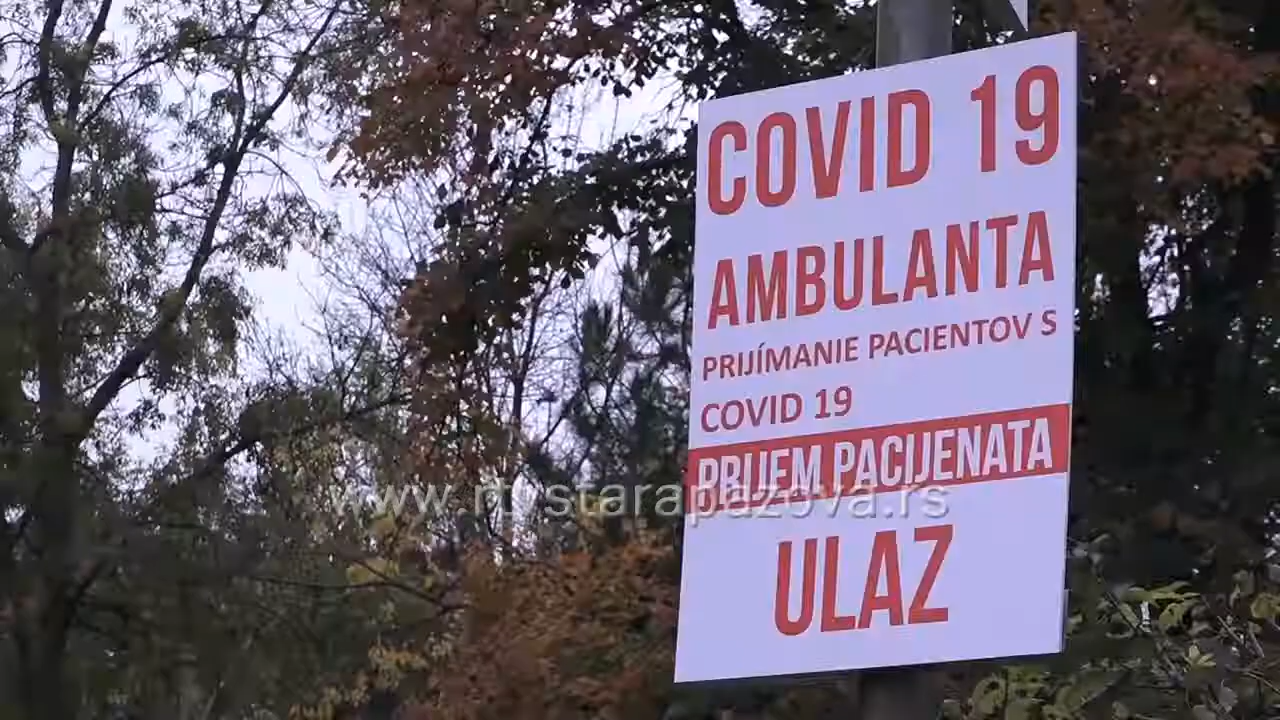 COVID 19
AMBULANTA
PRIJÍMANIE PACIENTOV S
COVID 19
PRIJEM PACIJENATA
www.rtvstarapazova.rs
ULAZ